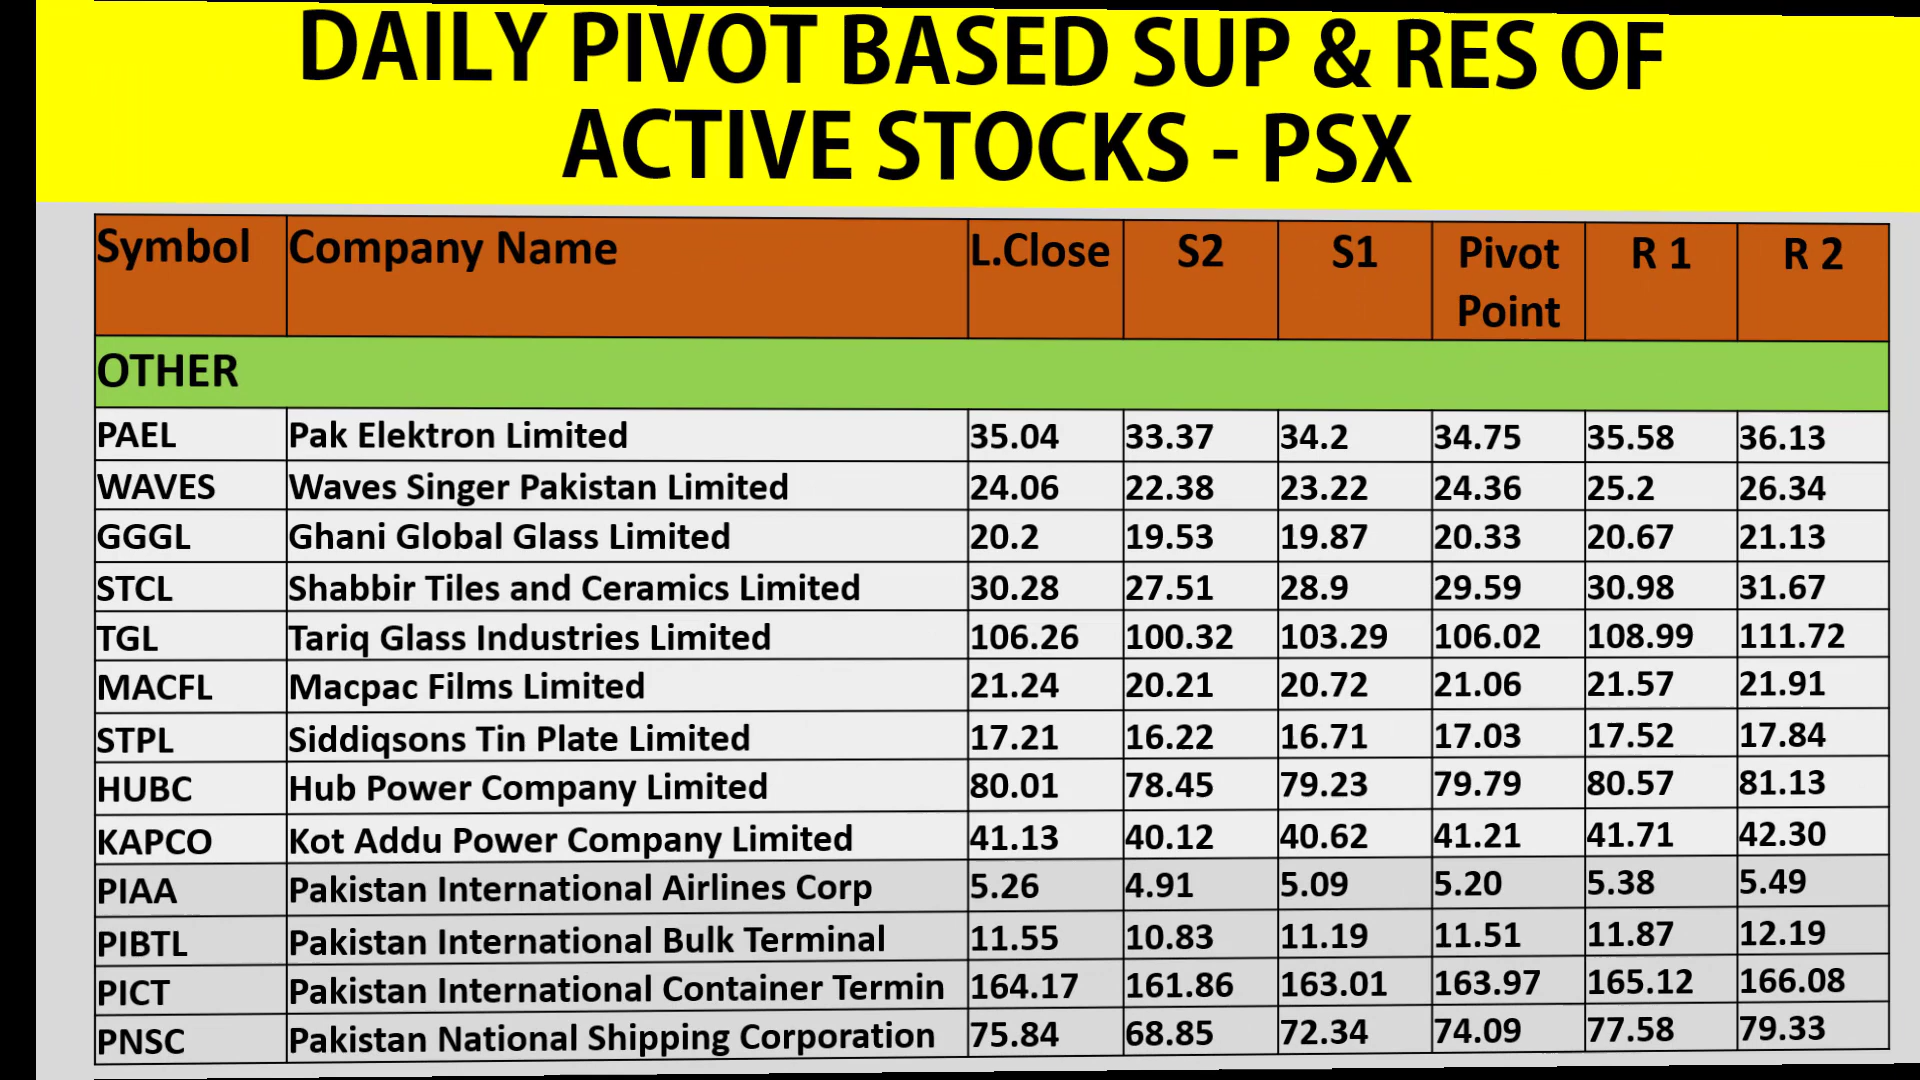 DAILY PIVOT BASED SUP & RES OF
ACTIVE STOCKS - PSX
Symbol Company Name L.Close S2 S1 Pivot Point R 1 R 2
OTHER
PAEL Pak Elektron Limited 35.04 33.37 34.2 34.75 35.58 36.13
WAVES Waves Singer Pakistan Limited 24.06 22.38 23.22 24.36 25.2 26.34
GGGL Ghani Global Glass Limited 20.2 19.53 19.87 20.33 20.67 21.13
STCL Shabbir Tiles and Ceramics Limited 30.28 27.51 28.9 29.59 30.98 31.67
TGL Tariq Glass Industries Limited 106.26 100.32 103.29 106.02 108.99 111.72
MACFL Macpac Films Limited 21.24 20.21 20.72 21.06 21.57 21.91
STPL Siddiqsons Tin Plate Limited 17.21 16.22 16.71 17.03 17.52 17.84
HUBC Hub Power Company Limited 80.01 78.45 79.23 79.79 80.57 81.13
KAPCO Kot Addu Power Company Limited 41.13 40.12 40.62 41.21 41.71 42.30
PIAA Pakistan International Airlines Corp 5.26 4.91 5.09 5.20 5.38 5.49
PIBTL Pakistan International Bulk Terminal 11.55 10.83 11.19 11.51 11.87 12.19
PICT Pakistan International Container Termin 164.17 161.86 163.01 163.97 165.12 166.08
PNSC Pakistan National Shipping Corporation 75.84 68.85 72.34 74.09 77.58 79.33